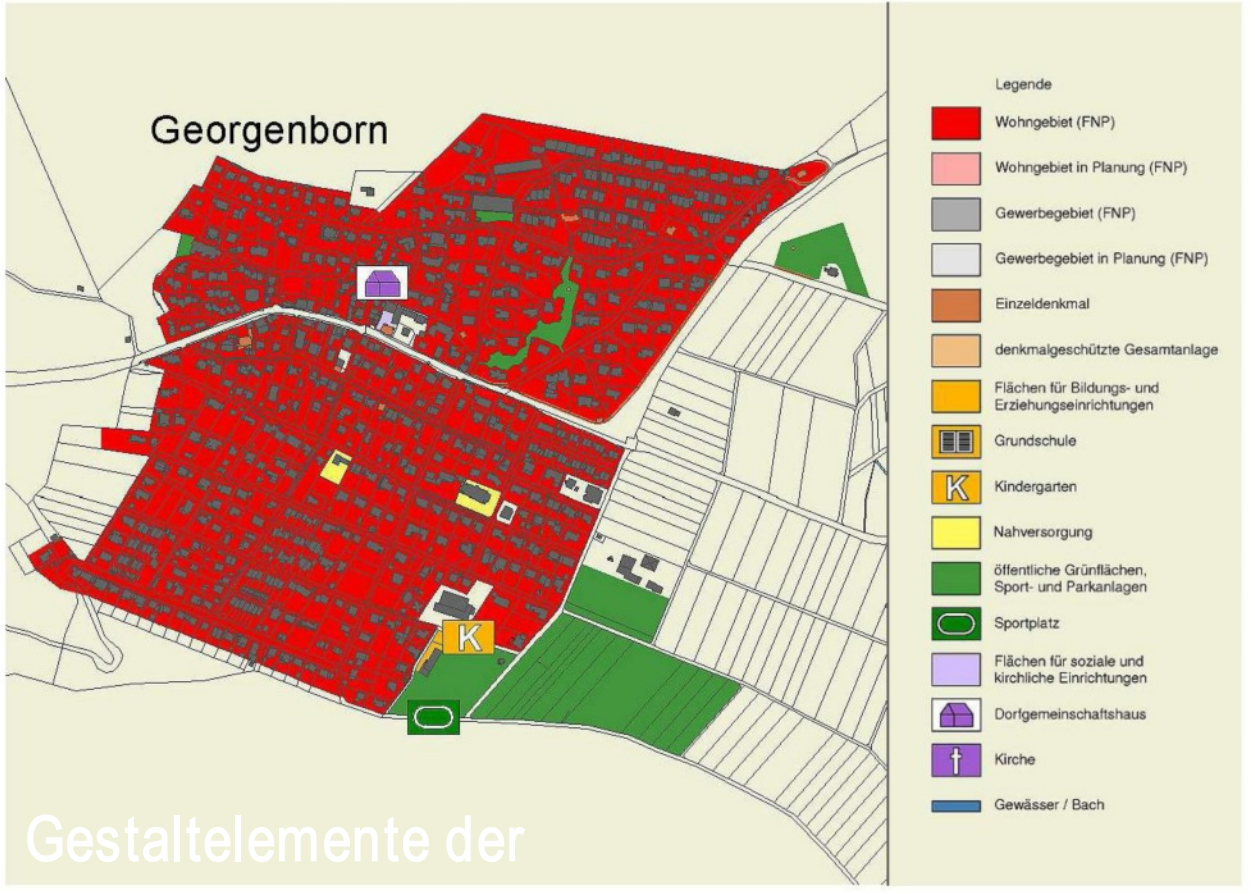 Georgenborn
Legende
Wohngebiet (FNP)
Wohngebiet in Planung (FNP)
Gewerbegebiet (FNP)
Gewerbegebiet in Planung (FNP)
Einzeldenkmal
denkmalgeschützte Gesamtanlage
Flächen für Bildungs- und
Erziehungseinrichtungen
Grundschule
K
Kindergarten
Nahversorgung
öffentliche Grünflächen,
Sport- und Parkanlagen
Sportplatz
Flächen für soziale und
kirchliche Einrichtungen
Dorfgemeinschaftshaus
Kirche
Gewässer / Bach
K
Gestaltelemente der